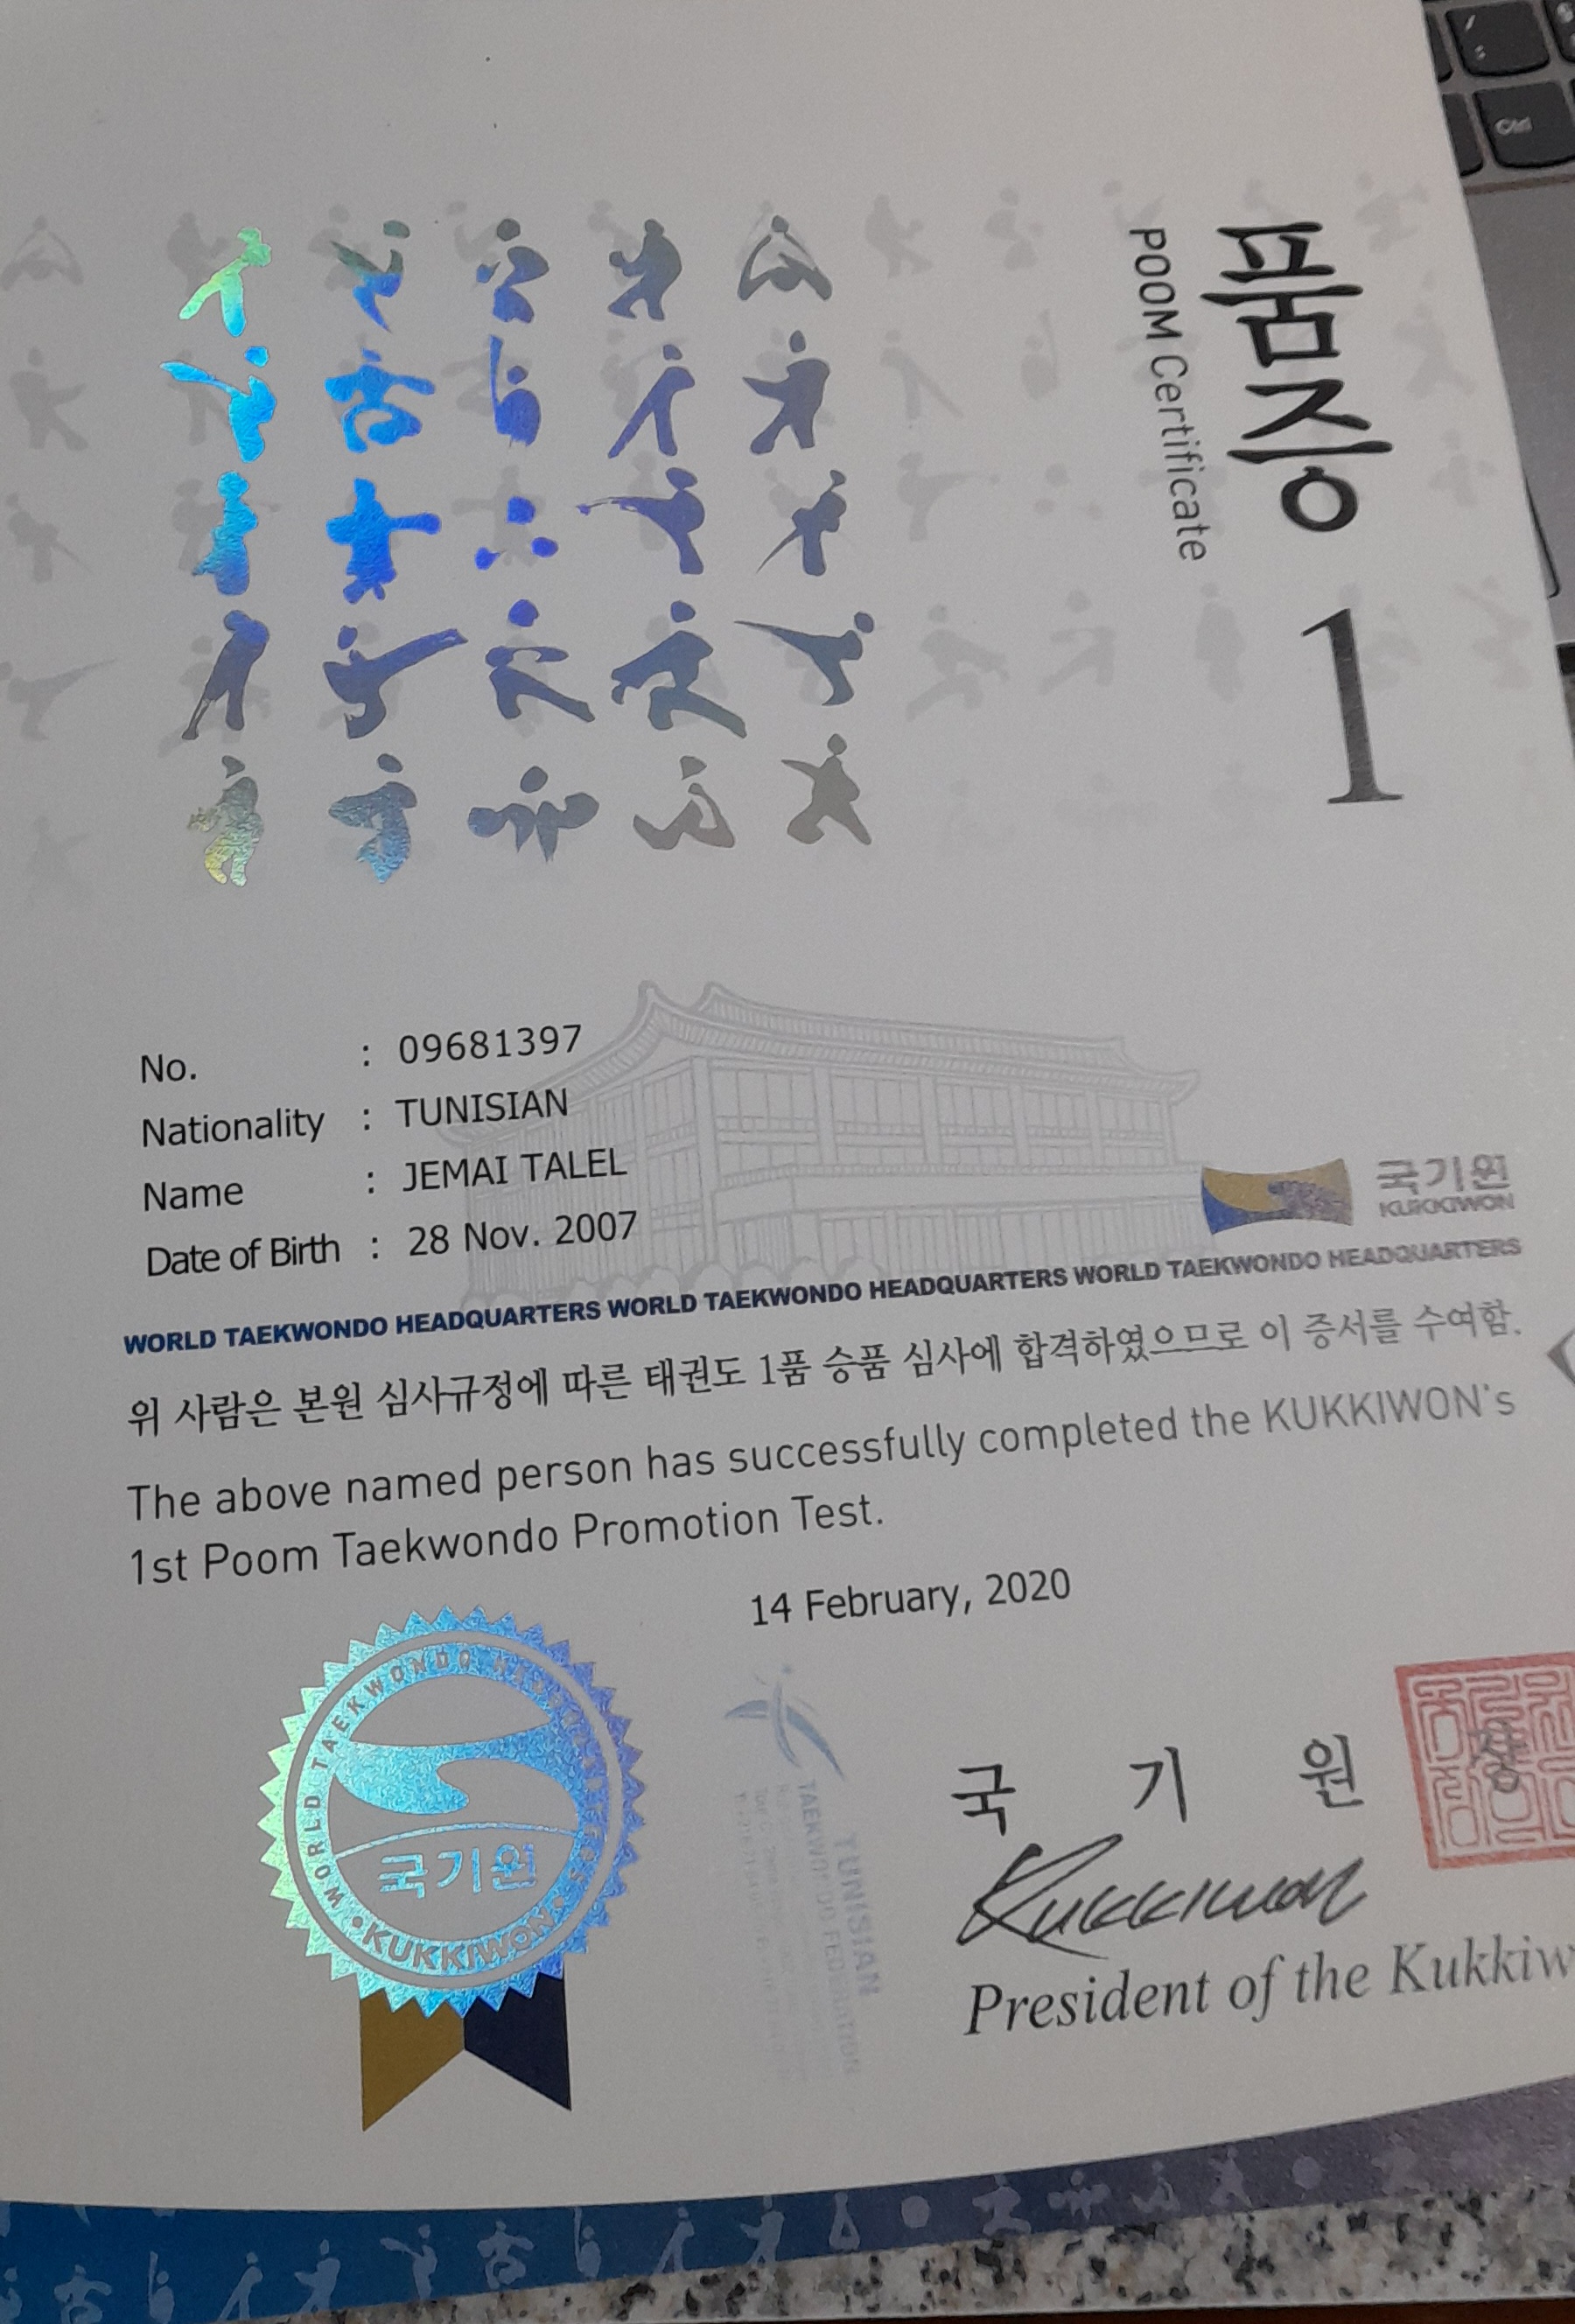 품증 1
POOM Certificate
No. : 09681397
Nationality : TUNISIAN
Name : JEMAI TALEL
Date of Birth : 28 Nov. 2007
국기원
KUKKIWON
WORLD TAEKWONDO HEADQUARTERS WORLD TAEKWONDO HEADQUARTERS WORLD TAEKWONDO HEADQUARTERS
위 사람은 본원 심사규정에 따른 태권도 1품 승품 심사에 합격하였으므로 이 증서를 수여함.
The above named person has successfully completed the KUKKIWON's
1st Poom Taekwondo Promotion Test.
14 February, 2020
WORLD TAEKWONDO HEADQUARTERS
국기원
• KUKKIWON •
TUNISIAN
TAEKWONDO FEDERATION
국 기 원 장
Kukkiwon
President of the Kukkiw
Ctrl